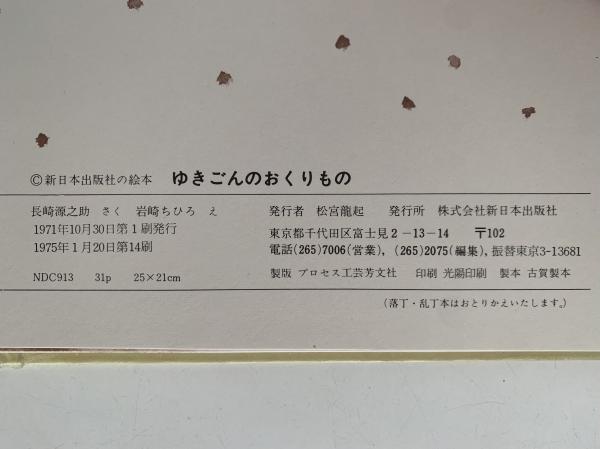 ©新日本出版社の絵本 ゆきごんのおくりもの
長崎源之助 さく 岩崎ちひろ え
1971年10月30日第1刷発行
1975年1月20日第14刷
NDC913 31p 25×21cm
発行者 松宮龍起 発行所 株式会社新日本出版社
東京都千代田区富士見2-13-14 〒102
電話(265)7006(営業),(265)2075(編集),振替東京3-13681
製版 プロセス工芸芳文社 印刷 光陽印刷 製本 古賀製本
(落丁・乱丁本はおとりかえいたします。)